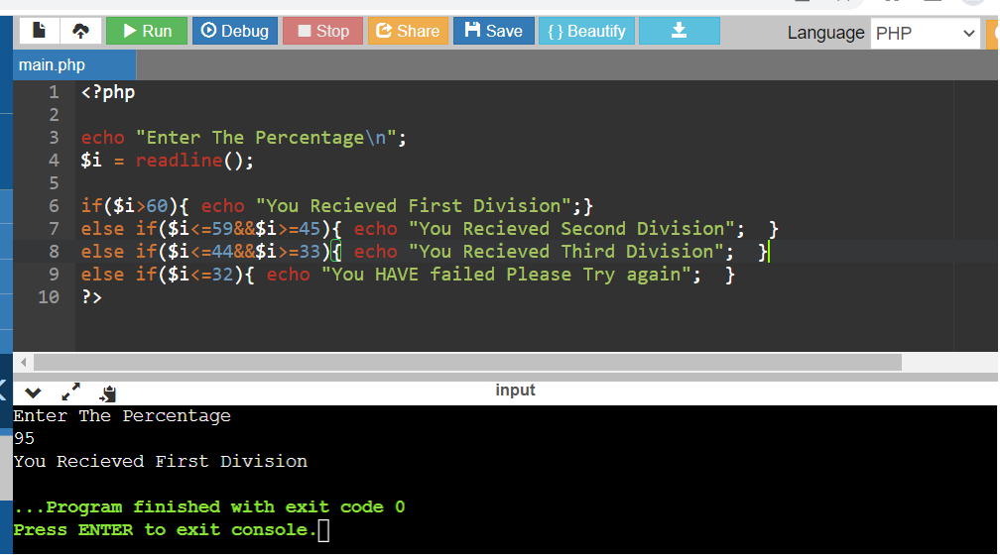 Run Debug Stop Share Save { } Beautify Language PHP
main.php
1 <?php
2
3 echo "Enter The Percentage\n";
4 $i = readline();
5
6 if($i>60){ echo "You Recieved First Division";}
7 else if($i<=59&&$i>=45){ echo "You Recieved Second Division";  }
8 else if($i<=44&&$i>=33){ echo "You Recieved Third Division";  }
9 else if($i<=32){ echo "You HAVE failed Please Try again";  }
10 ?>
input
Enter The Percentage
95
You Recieved First Division
...Program finished with exit code 0
Press ENTER to exit console.